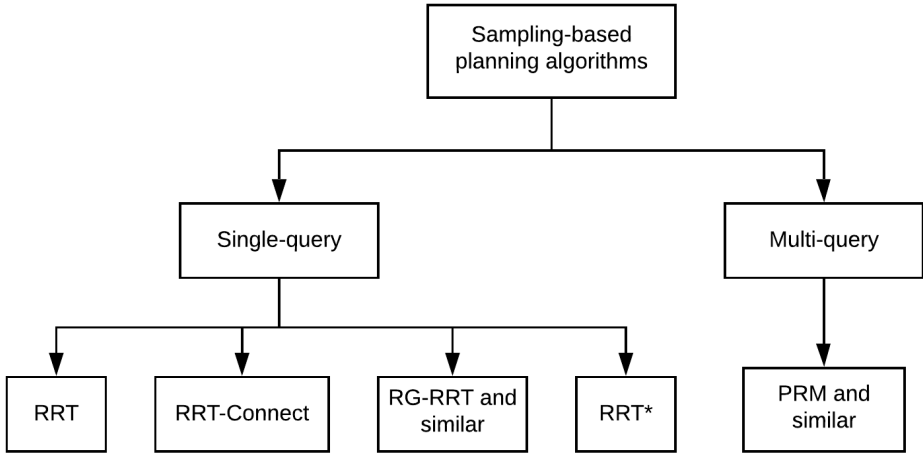 Sampling-based
planning algorithms
Single-query
Multi-query
RRT
RRT-Connect
RG-RRT and
similar
RRT*
PRM and
similar